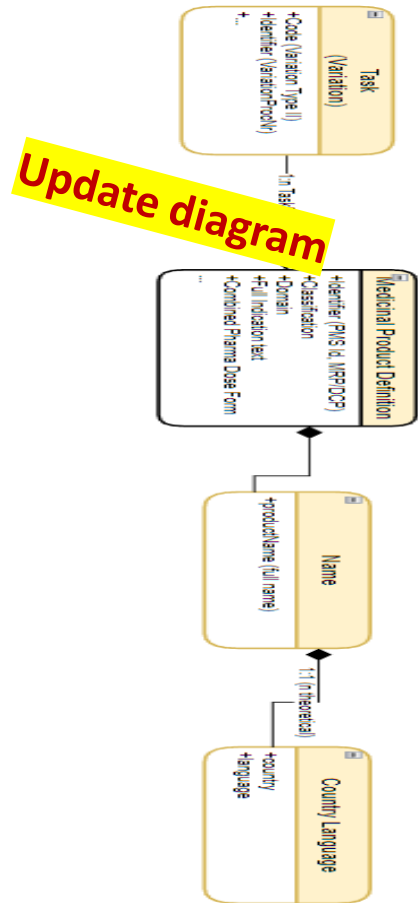 Task
(Variation)
+Code (Variation Type II)
+Identifier (VariationProcNr)
+...
1:n Task
Update diagram
Medicinal Product Definition
+Identifier (PMS Id, MRP/DCP)
+Classification
+Domain
+Full Indication text
+Combined Pharma Dose Form
...
Name
+productName (full name)
1:1 (n theoretical)
Country Language
+country
+language